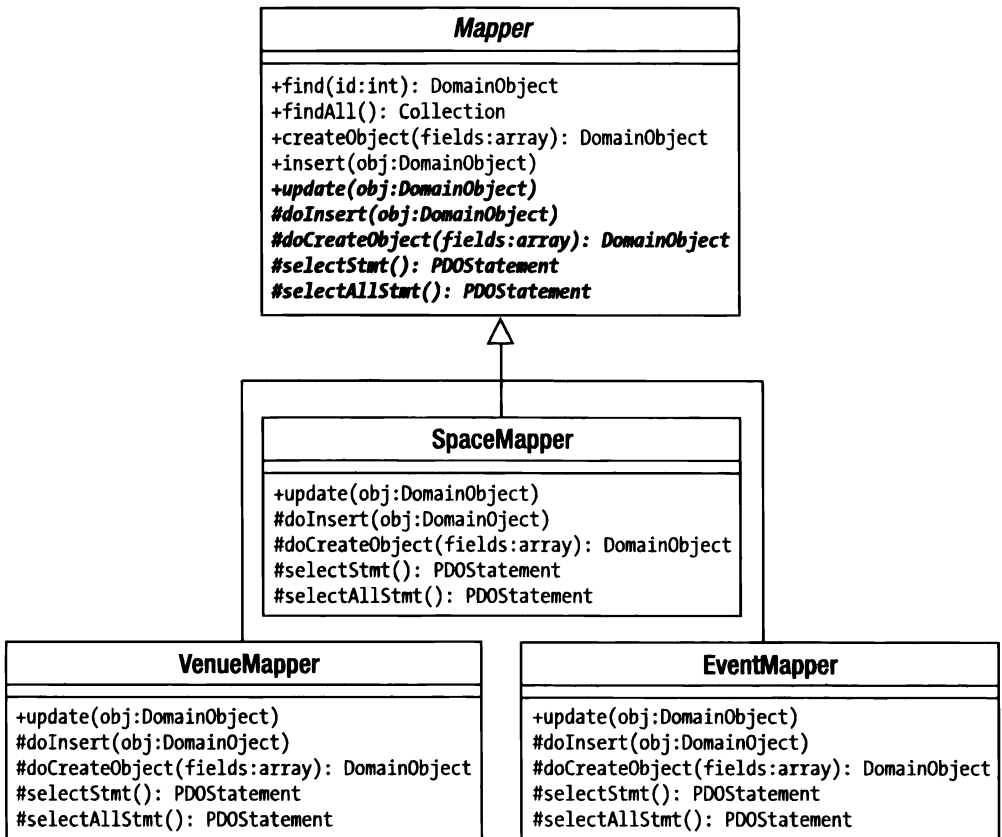 Mapper
+find(id:int): DomainObject
+findAll(): Collection
+createObject(fields:array): DomainObject
+insert(obj:DomainObject)
+update(obj:DomainObject)
#doInsert(obj:DomainObject)
#doCreateObject(fields:array): DomainObject
#selectStmt(): PDOStatement
#selectAllStmt(): PDOStatement
SpaceMapper
+update(obj:DomainObject)
#doInsert(obj:DomainOject)
#doCreateObject(fields:array): DomainObject
#selectStmt(): PDOStatement
#selectAllStmt(): PDOStatement
VenueMapper
+update(obj:DomainObject)
#doInsert(obj:DomainOject)
#doCreateObject(fields:array): DomainObject
#selectStmt(): PDOStatement
#selectAllStmt(): PDOStatement
EventMapper
+update(obj:DomainObject)
#doInsert(obj:DomainOject)
#doCreateObject(fields:array): DomainObject
#selectStmt(): PDOStatement
#selectAllStmt(): PDOStatement